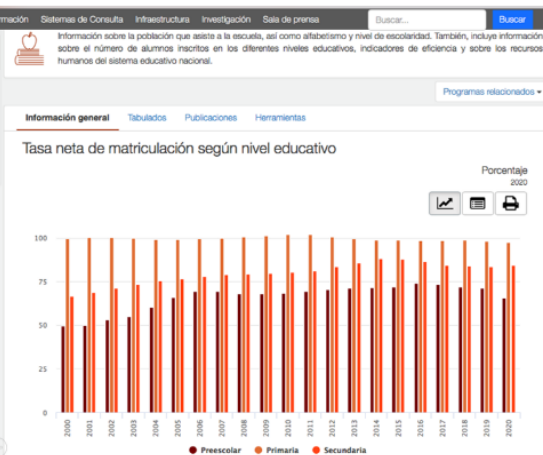 rmación Sistemas de Consulta Infraestructura Investigación Sala de prensa Buscar... Buscar
Información sobre la población que asiste a la escuela, así como alfabetismo y nivel de escolaridad. También, incluye información
sobre el número de alumnos inscritos en los diferentes niveles educativos, indicadores de eficiencia y sobre los recursos
humanos del sistema educativo nacional.
Programas relacionados
Información general Tabulados Publicaciones Herramientas
Tasa neta de matriculación según nivel educativo
Porcentaje
2020
100
75
50
25
0
2000 2001 2002 2003 2004 2005 2006 2007 2008 2009 2010 2011 2012 2013 2014 2015 2016 2017 2018 2019 2020
Preescolar Primaria Secundaria